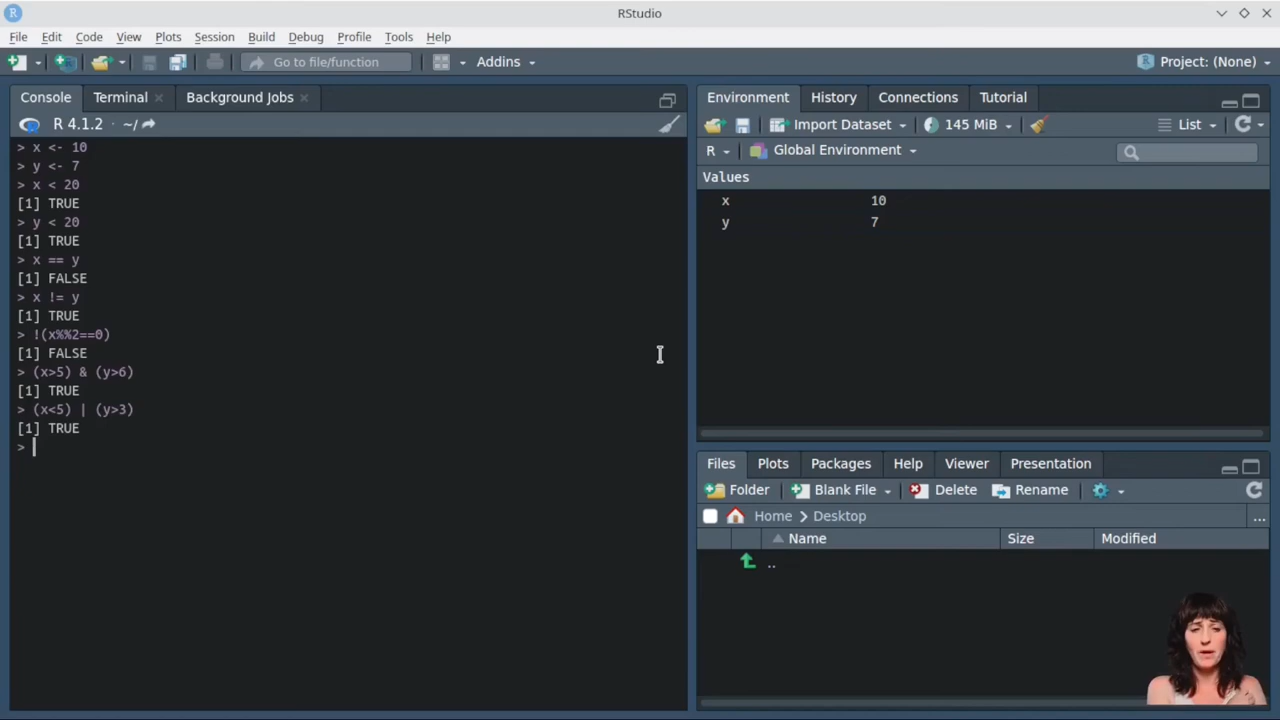 RStudio
File Edit Code View Plots Session Build Debug Profile Tools Help
Go to file/function Addins Project: (None)
Console Terminal Background Jobs
R 4.1.2 · ~/
> x <- 10
> y <- 7
> x < 20
[1] TRUE
> y < 20
[1] TRUE
> x == y
[1] FALSE
> x != y
[1] TRUE
> !(x%%2==0)
[1] FALSE
> (x>5) & (y>6)
[1] TRUE
> (x<5) | (y>3)
[1] TRUE
>
Environment History Connections Tutorial
Import Dataset 145 MiB List
R Global Environment
Values
x 10
y 7
Files Plots Packages Help Viewer Presentation
Folder Blank File Delete Rename
Home > Desktop ...
Name Size Modified
..